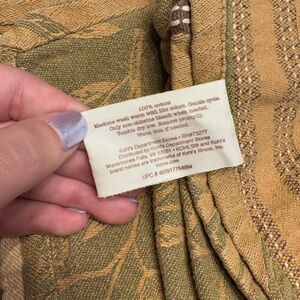 100% cotton
Machine wash warm with like colors. Gentle cycle.
Only non-chlorine bleach when needed.
Tumble dry low. Remove promptly.
Warm iron if needed.
Kohl's Department Stores • RN#73277
Distributed by Kohl's Department Stores
Menomonee Falls, WI 53051 • KOHL'S® and Kohl's
brand names are trademarks of Kohl's Illinois, Inc.
Kohls.com
UPC # 400917764994